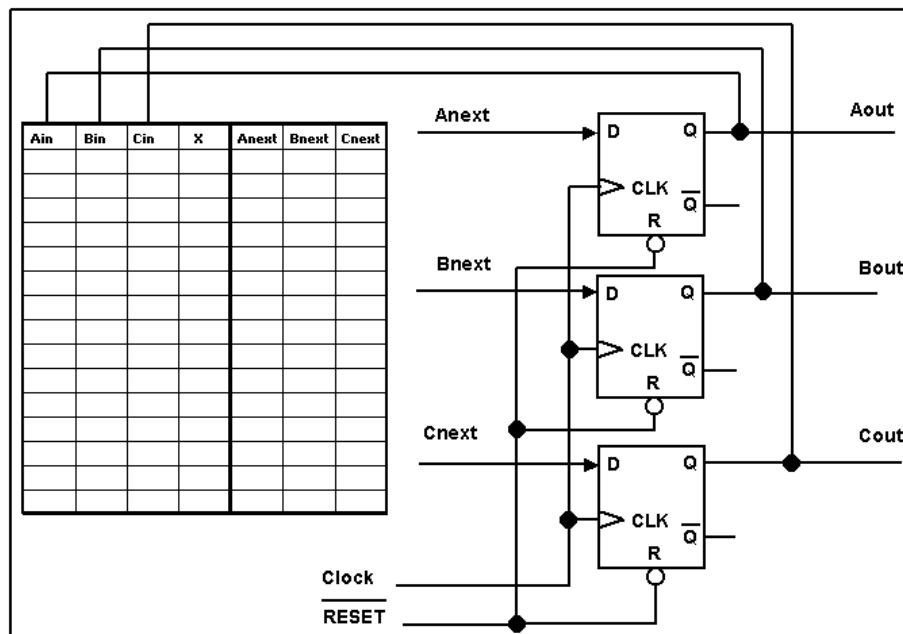 Ain Bin Cin X Anext Bnext Cnext
Anext
D Q
Aout
CLK
Q
R
Bnext
D Q
Bout
CLK
Q
R
Cnext
D Q
Cout
CLK
Q
R
Clock
RESET